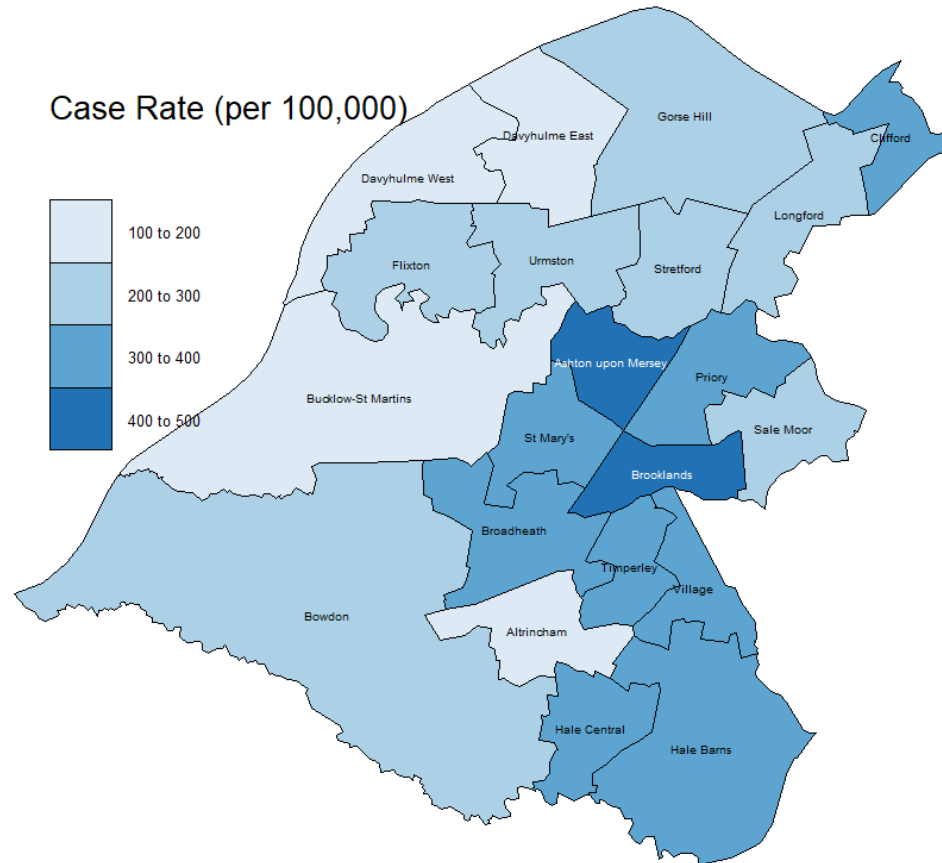 Case Rate (per 100,000)
100 to 200
200 to 300
300 to 400
400 to 500
Gorse Hill
Davyhulme East
Clifford
Davyhulme West
Longford
Flixton
Urmston
Stretford
Ashton upon Mersey
Priory
Bucklow-St Martins
Sale Moor
St Mary's
Brooklands
Broadheath
Timperley
Village
Bowdon
Altrincham
Hale Central
Hale Barns